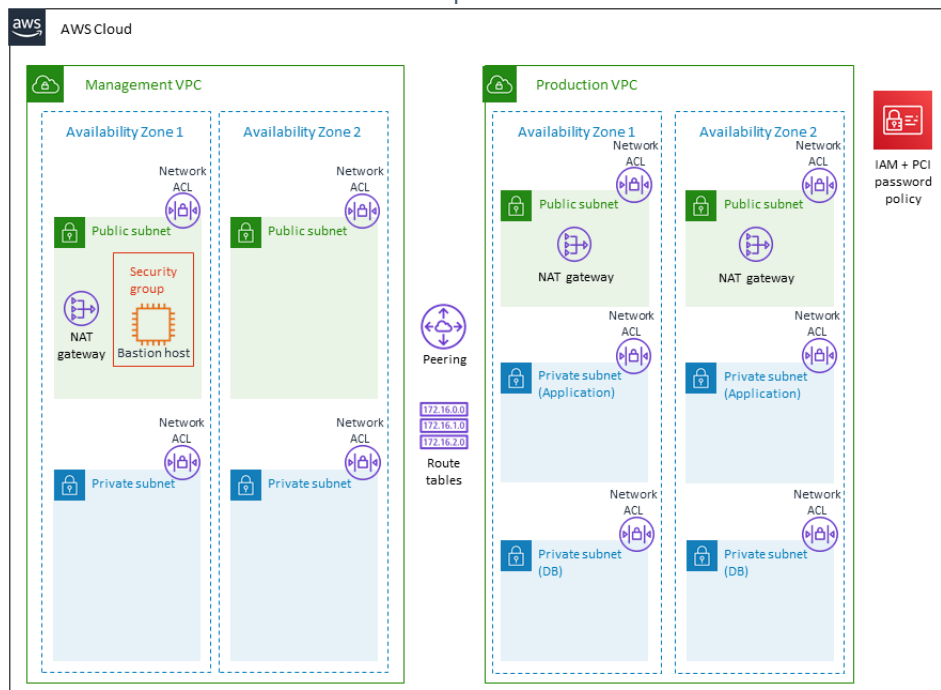 aws
AWS Cloud
Management VPC
Availability Zone 1
Availability Zone 2
Network
ACL
Network
ACL
Public subnet
Public subnet
Security
group
NAT
gateway
Bastion host
Network
ACL
Network
ACL
Private subnet
Private subnet
Peering
172.16.0.0
172.16.1.0
172.16.2.0
Route
tables
Production VPC
Availability Zone 1
Availability Zone 2
Network
ACL
Network
ACL
Public subnet
Public subnet
NAT gateway
NAT gateway
Network
ACL
Network
ACL
Private subnet
(Application)
Private subnet
(Application)
Network
ACL
Network
ACL
Private subnet
(DB)
Private subnet
(DB)
IAM + PCI
password
policy